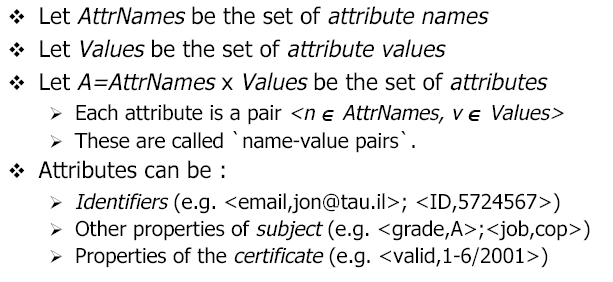 ❖ Let AttrNames be the set of attribute names
❖ Let Values be the set of attribute values
❖ Let A=AttrNames x Values be the set of attributes
➢ Each attribute is a pair <n ∈ AttrNames, v ∈ Values>
➢ These are called `name-value pairs`.
❖ Attributes can be :
➢ Identifiers (e.g. <email,jon@tau.il>; <ID,5724567>)
➢ Other properties of subject (e.g. <grade,A>;<job,cop>)
➢ Properties of the certificate (e.g. <valid,1-6/2001>)